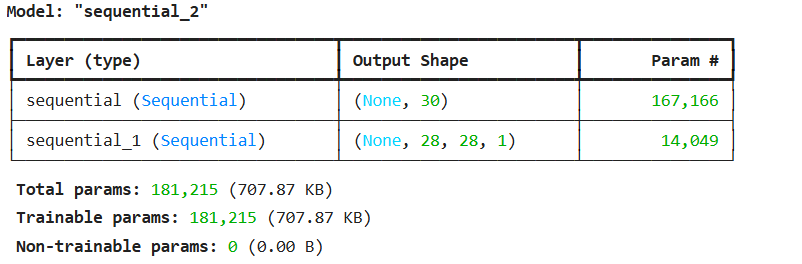 Model: "sequential_2"
Layer (type) Output Shape Param #
sequential (Sequential) (None, 30) 167,166
sequential_1 (Sequential) (None, 28, 28, 1) 14,049
Total params: 181,215 (707.87 KB)
Trainable params: 181,215 (707.87 KB)
Non-trainable params: 0 (0.00 B)